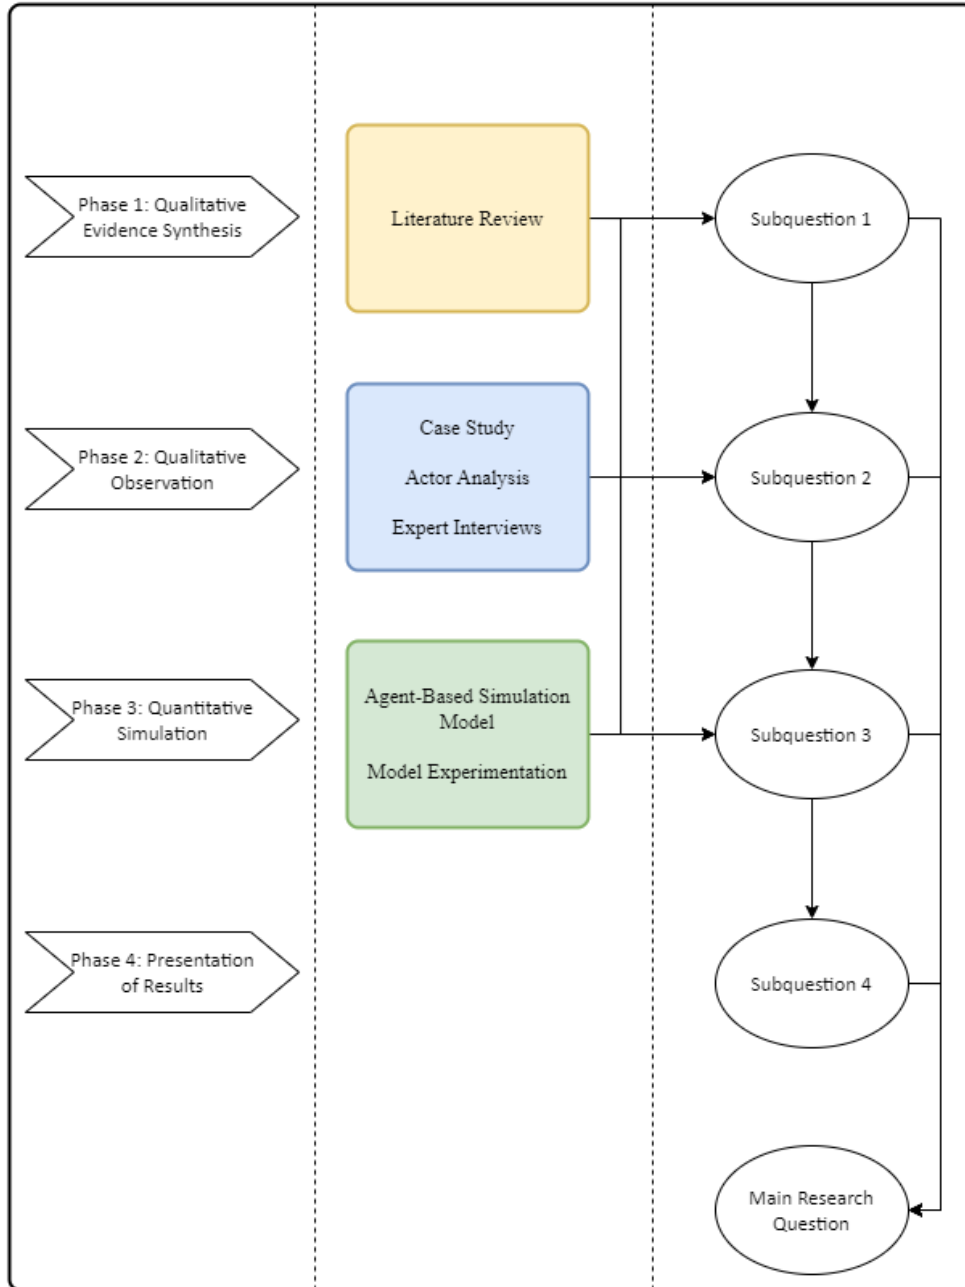 Phase 1: Qualitative
Evidence Synthesis
Literature Review
Subquestion 1
Phase 2: Qualitative
Observation
Case Study
Actor Analysis
Expert Interviews
Subquestion 2
Phase 3: Quantitative
Simulation
Agent-Based Simulation
Model
Model Experimentation
Subquestion 3
Phase 4: Presentation
of Results
Subquestion 4
Main Research
Question